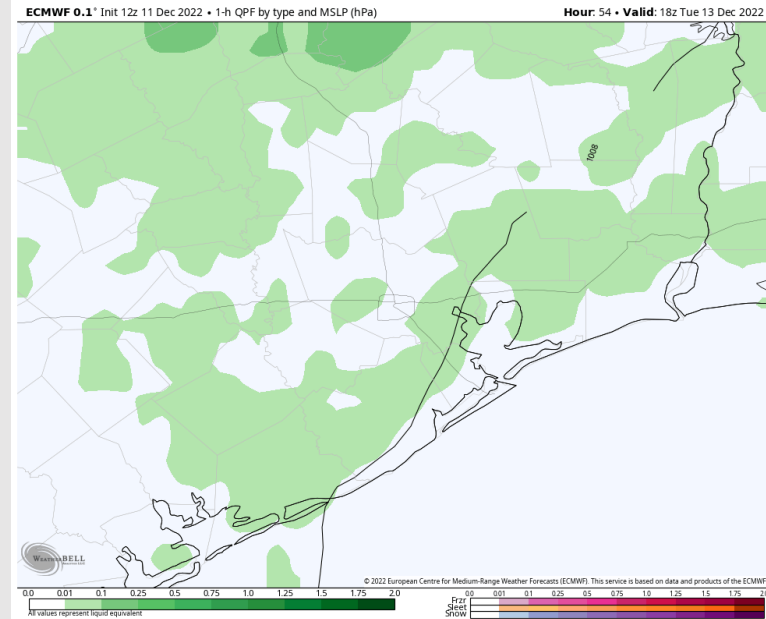 ECMWF 0.1° Init 12z 11 Dec 2022 • 1-h QPF by type and MSLP (hPa) Hour: 54 • Valid: 18z Tue 13 Dec 2022
1008
WEATHERBELL
© 2022 European Centre for Medium-Range Weather Forecasts (ECMWF). This service is based on data and products of the ECMWF
0.0 0.01 0.1 0.25 0.5 0.75 1.0 1.25 1.5 1.75 2.0
All values represent liquid equivalent
0.0 0.01 0.1 0.25 0.5 0.75 1.0 1.25 1.5 1.75 2.0
Frzr
Sleet
Snow